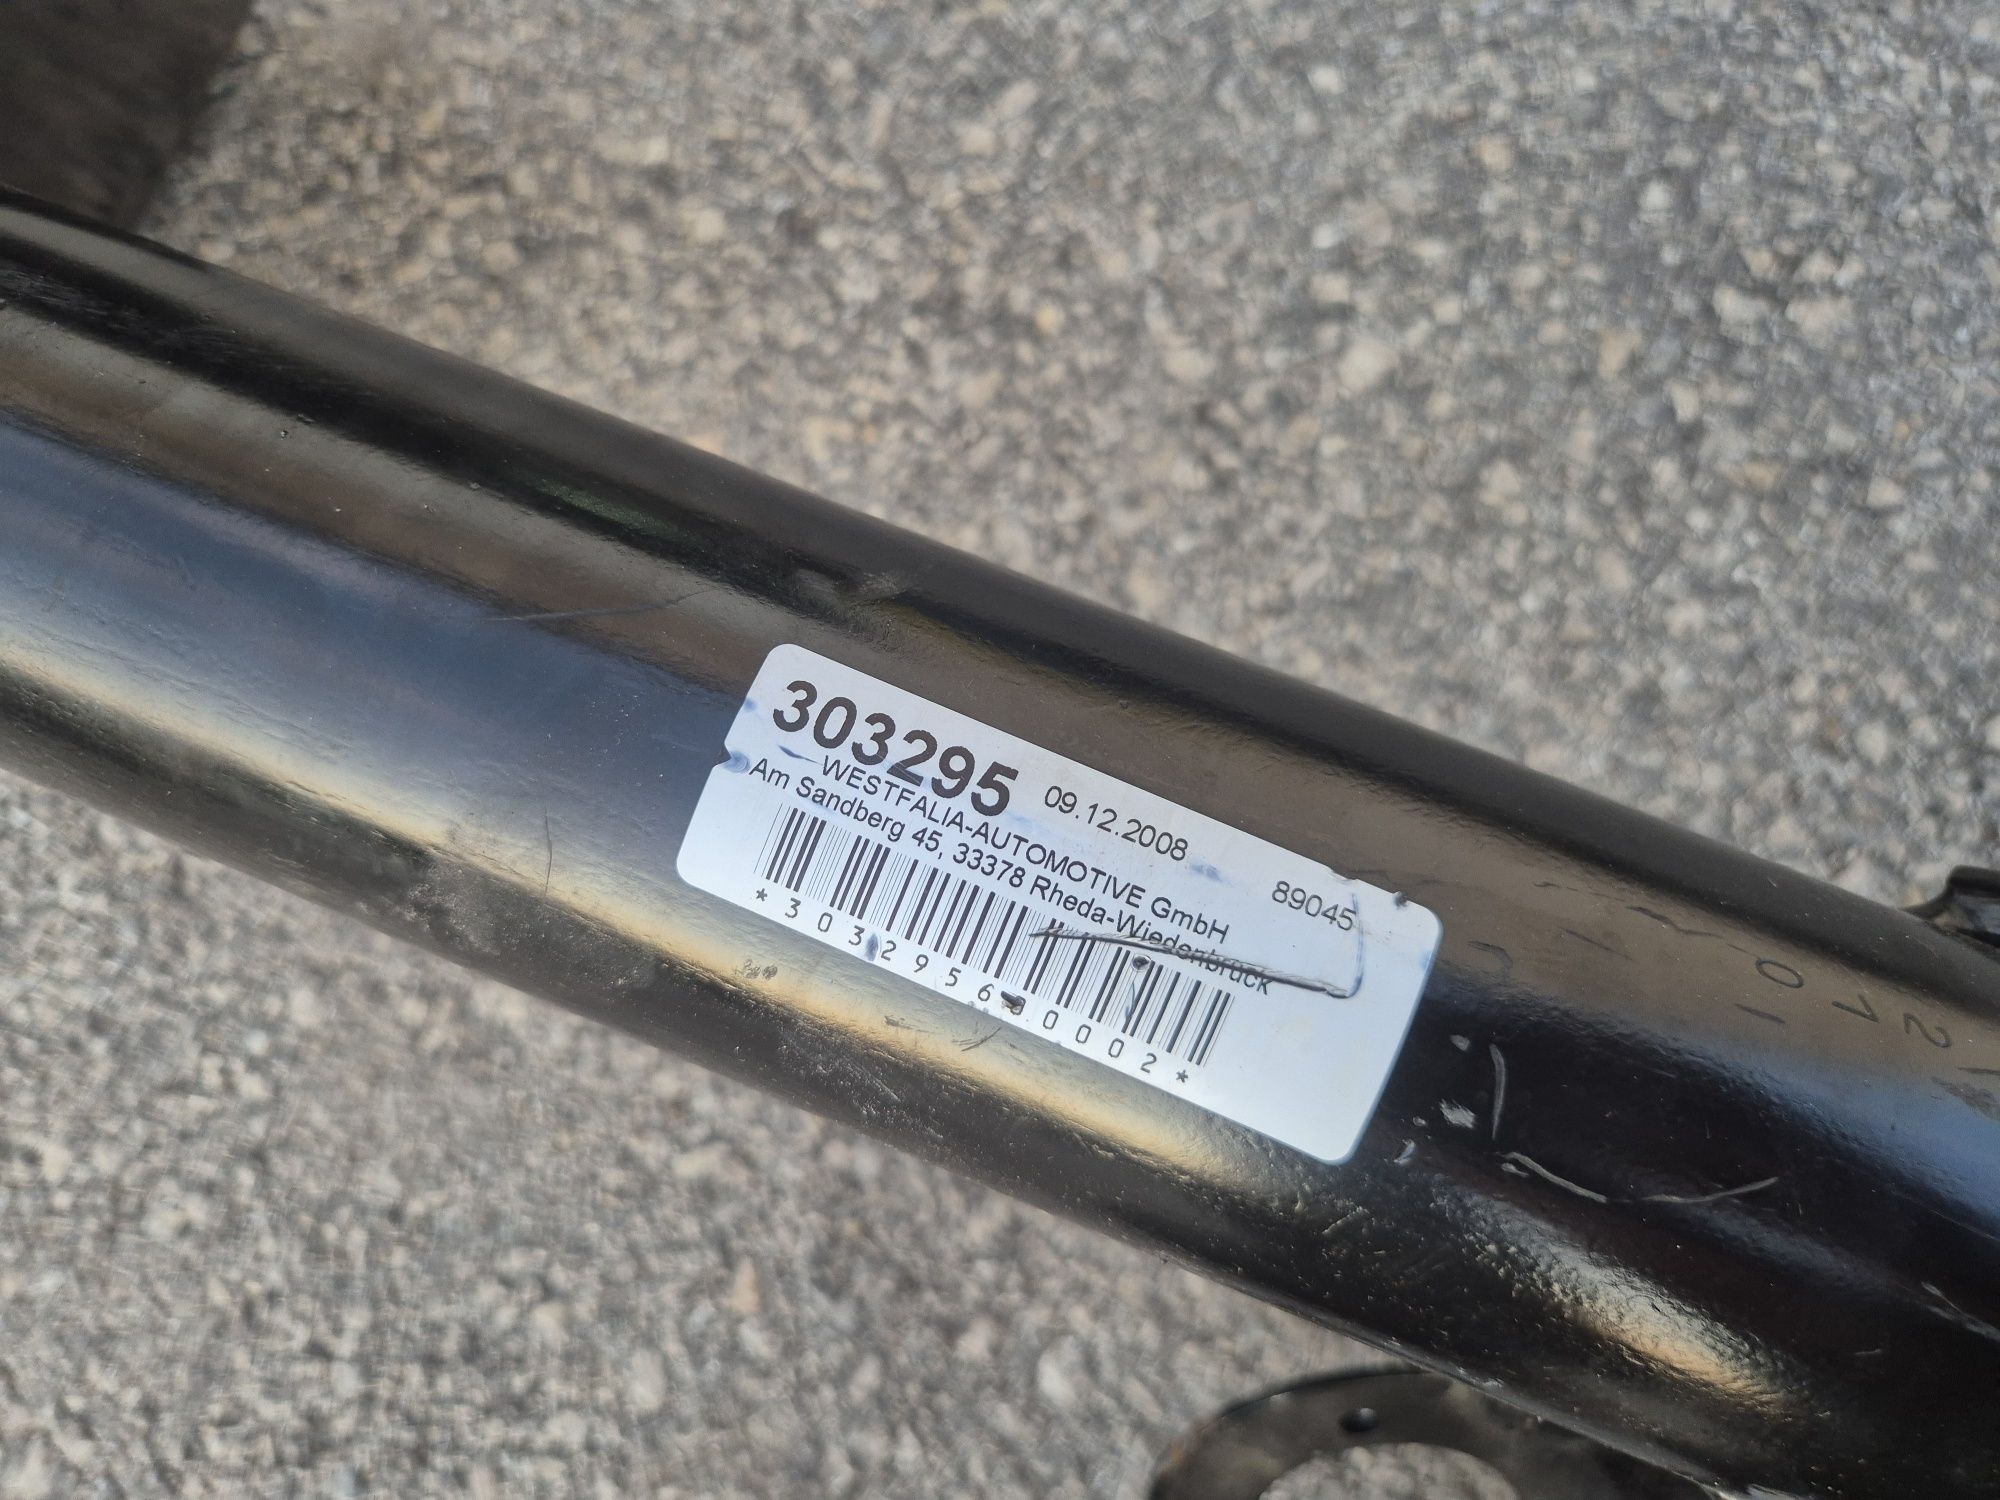 303295 09.12.2008 89045
WESTFALIA-AUTOMOTIVE GmbH
Am Sandberg 45, 33378 Rheda-Wiedenbrück